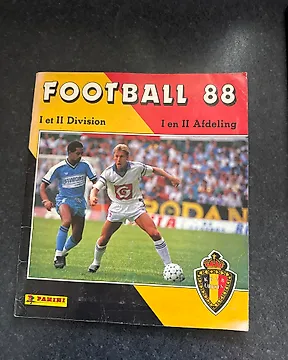 FOOTBALL 88
I et II Division
I en II Afdeling
PANINI